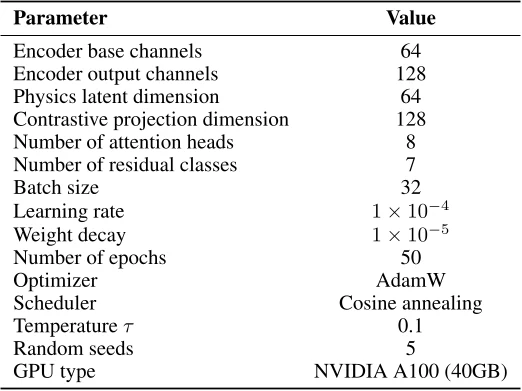 Parameter Value
Encoder base channels 64
Encoder output channels 128
Physics latent dimension 64
Contrastive projection dimension 128
Number of attention heads 8
Number of residual classes 7
Batch size 32
Learning rate 1 × 10⁻⁴
Weight decay 1 × 10⁻⁵
Number of epochs 50
Optimizer AdamW
Scheduler Cosine annealing
Temperature τ 0.1
Random seeds 5
GPU type NVIDIA A100 (40GB)